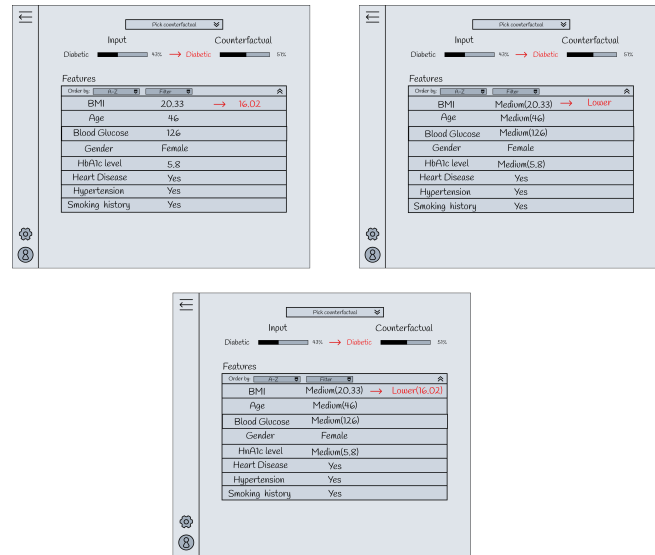 Pick counterfactual
Input Counterfactual
Diabetic 43% → Diabetic 51%
Features
Order by: A-Z Filter
BMI 20.33 → 16.02
Age 46
Blood Glucose 126
Gender Female
HbA1c level 5.8
Heart Disease Yes
Hypertension Yes
Smoking history Yes
Pick counterfactual
Input Counterfactual
Diabetic 43% → Diabetic 51%
Features
Order by: A-Z Filter
BMI Medium(20.33) → Lower
Age Medium(46)
Blood Glucose Medium(126)
Gender Female
HbA1c level Medium(5.8)
Heart Disease Yes
Hypertension Yes
Smoking history Yes
Pick counterfactual
Input Counterfactual
Diabetic 43% → Diabetic 51%
Features
Order by: A-Z Filter
BMI Medium(20.33) → Lower(16.02)
Age Medium(46)
Blood Glucose Medium(126)
Gender Female
HnA1c level Medium(5.8)
Heart Disease Yes
Hypertension Yes
Smoking history Yes